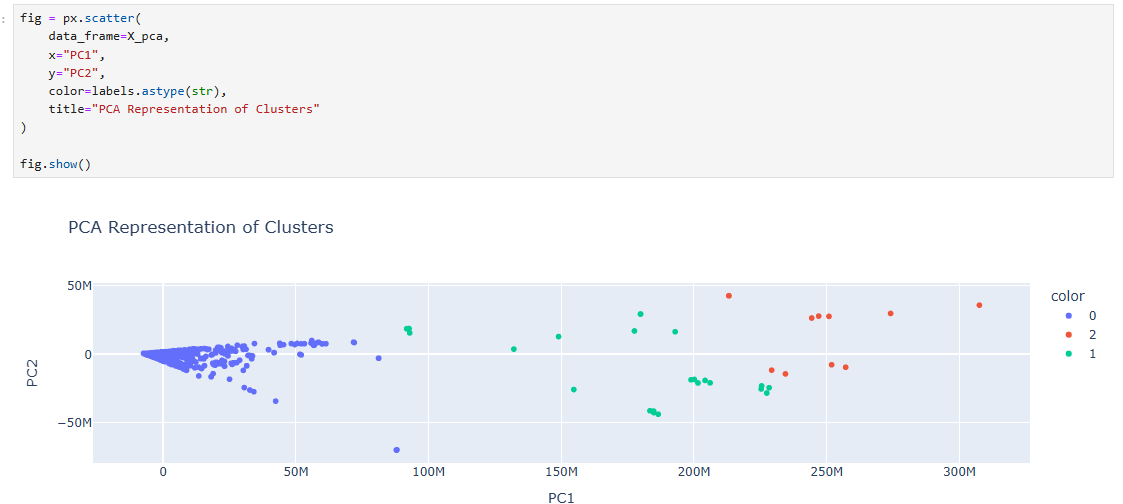 :
fig = px.scatter(
    data_frame=X_pca,
    x="PC1",
    y="PC2",
    color=labels.astype(str),
    title="PCA Representation of Clusters"
)
fig.show()
PCA Representation of Clusters
50M
0
−50M
PC2
0 50M 100M 150M 200M 250M 300M
PC1
color
0
2
1